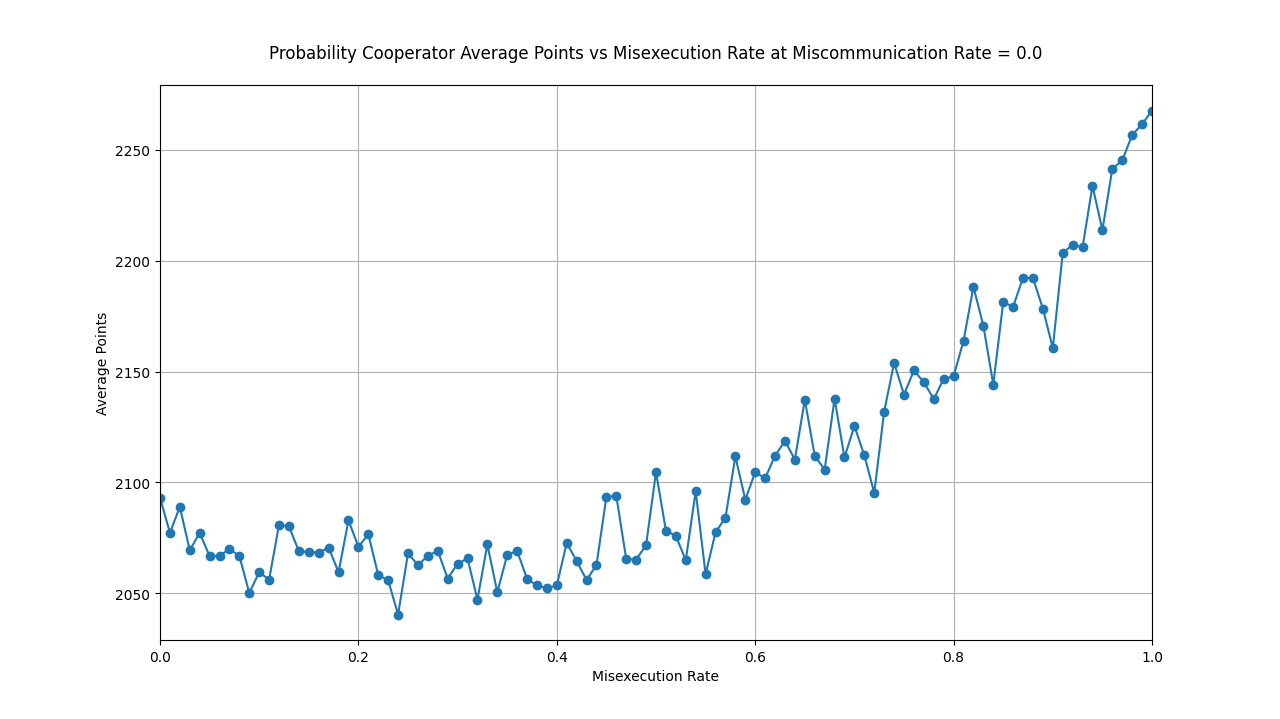 Probability Cooperator Average Points vs Misexecution Rate at Miscommunication Rate = 0.0
2250
2200
2150
2100
2050
Average Points
0.0 0.2 0.4 0.6 0.8 1.0
Misexecution Rate